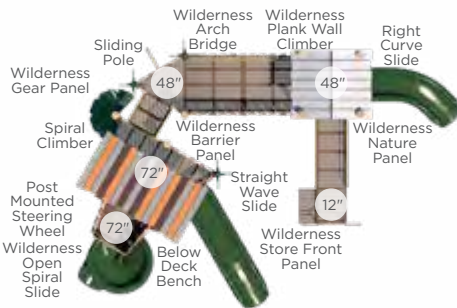 Wilderness
Arch
Bridge
Wilderness
Plank Wall
Climber
Right
Curve
Slide
Sliding
Pole
Wilderness
Gear Panel
48"
48"
Spiral
Climber
Wilderness
Barrier
Panel
Wilderness
Nature
Panel
72"
Straight
Wave
Slide
Post
Mounted
Steering
Wheel
12"
72"
Wilderness
Open
Spiral
Slide
Below
Deck
Bench
Wilderness
Store Front
Panel